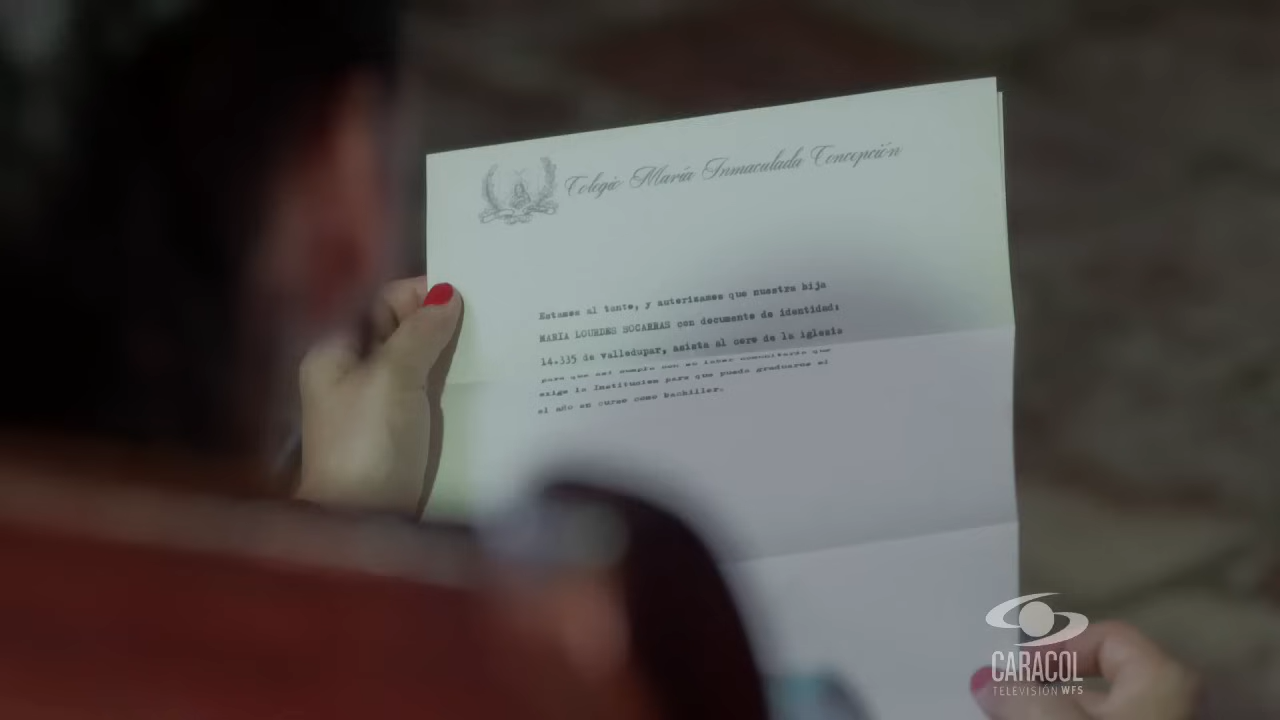 Colegio María Inmaculada Concepción
Estamos al tanto, y autorizamos que nuestra hija
MARÍA LOURDES SOCARRAS con documento de identidad:
14.335 de valledupar, asista al coro de la iglesia
para que así cumpla con su labor comunitaria que
exige la Institución para que pueda graduarse el
el año en curso como bachiller.
CARACOL
TELEVISIÓN WFS